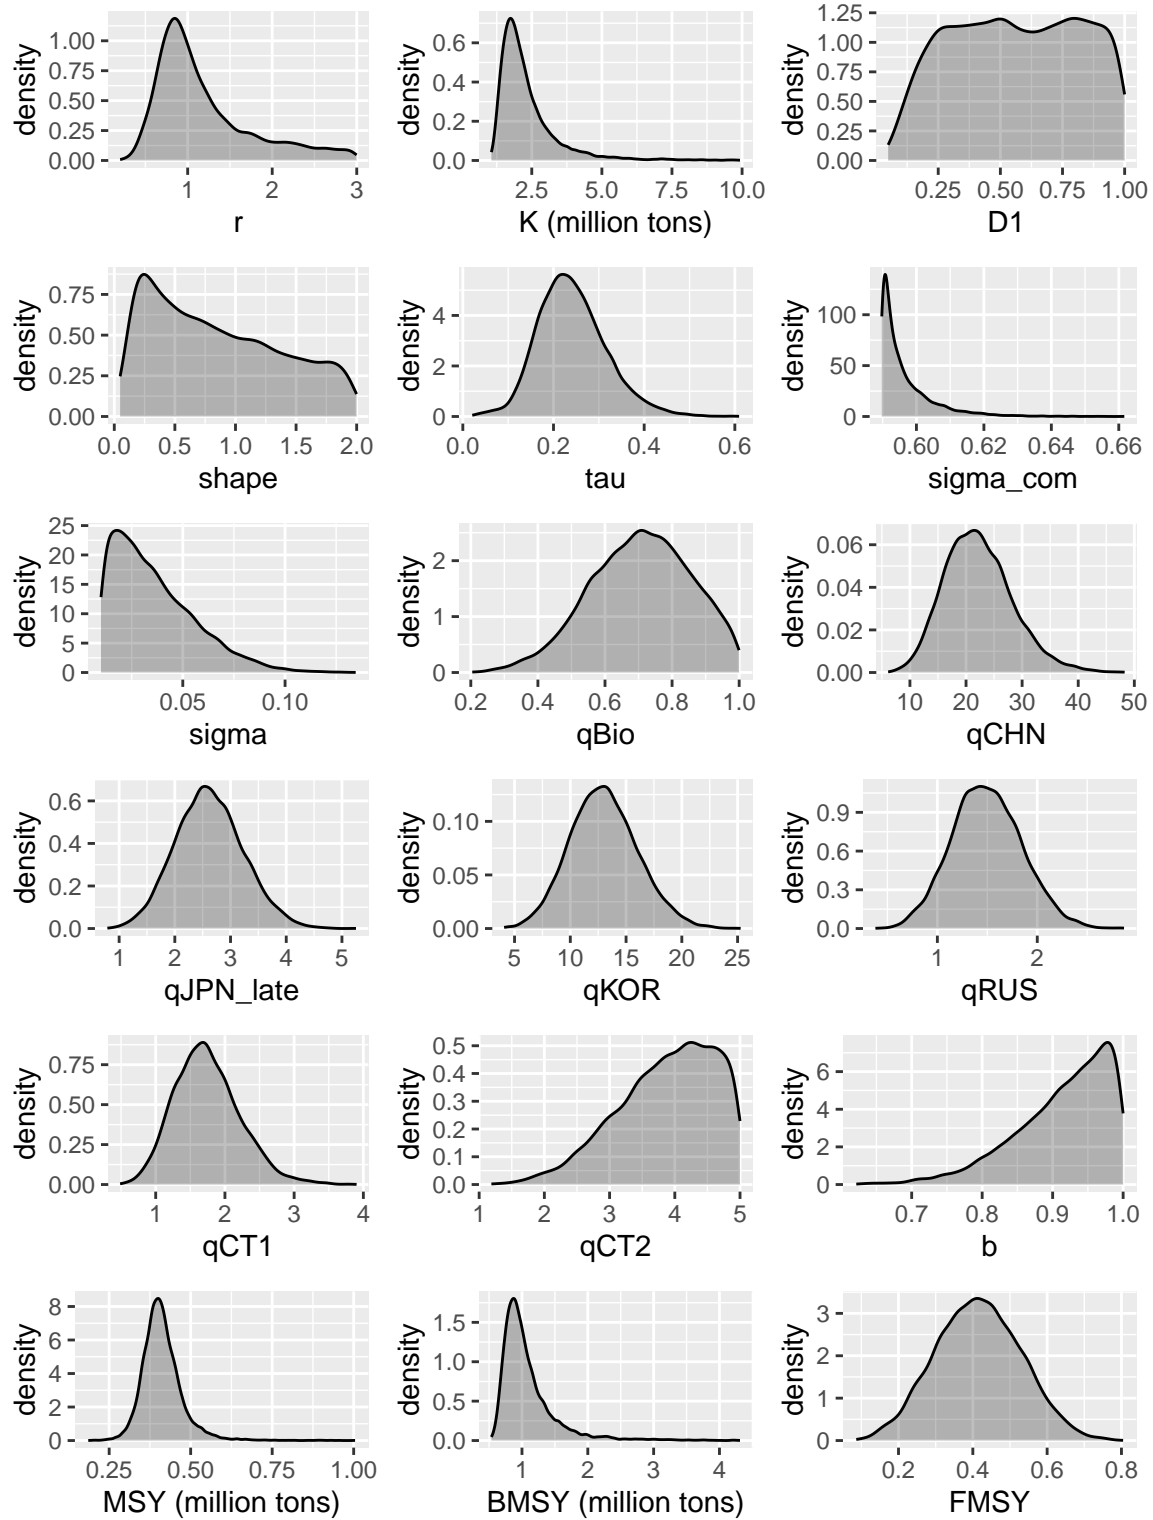 density
1.00
0.75
0.50
0.25
0.00
1 2 3
r
density
0.6
0.4
0.2
0.0
2.5 5.0 7.5 10.0
K (million tons)
density
1.25
1.00
0.75
0.50
0.25
0.00
0.25 0.50 0.75 1.00
D1
density
0.75
0.50
0.25
0.00
0.0 0.5 1.0 1.5 2.0
shape
density
4
2
0
0.0 0.2 0.4 0.6
tau
density
100
50
0
0.60 0.62 0.64 0.66
sigma_com
density
25
20
15
10
5
0
0.05 0.10
sigma
density
2
1
0
0.2 0.4 0.6 0.8 1.0
qBio
density
0.06
0.04
0.02
0.00
10 20 30 40 50
qCHN
density
0.6
0.4
0.2
0.0
1 2 3 4 5
qJPN_late
density
0.10
0.05
0.00
5 10 15 20 25
qKOR
density
0.9
0.6
0.3
0.0
1 2
qRUS
density
0.75
0.50
0.25
0.00
1 2 3 4
qCT1
density
0.5
0.4
0.3
0.2
0.1
0.0
1 2 3 4 5
qCT2
density
6
4
2
0
0.7 0.8 0.9 1.0
b
density
8
6
4
2
0
0.25 0.50 0.75 1.00
MSY (million tons)
density
1.5
1.0
0.5
0.0
1 2 3 4
BMSY (million tons)
density
3
2
1
0
0.2 0.4 0.6 0.8
FMSY